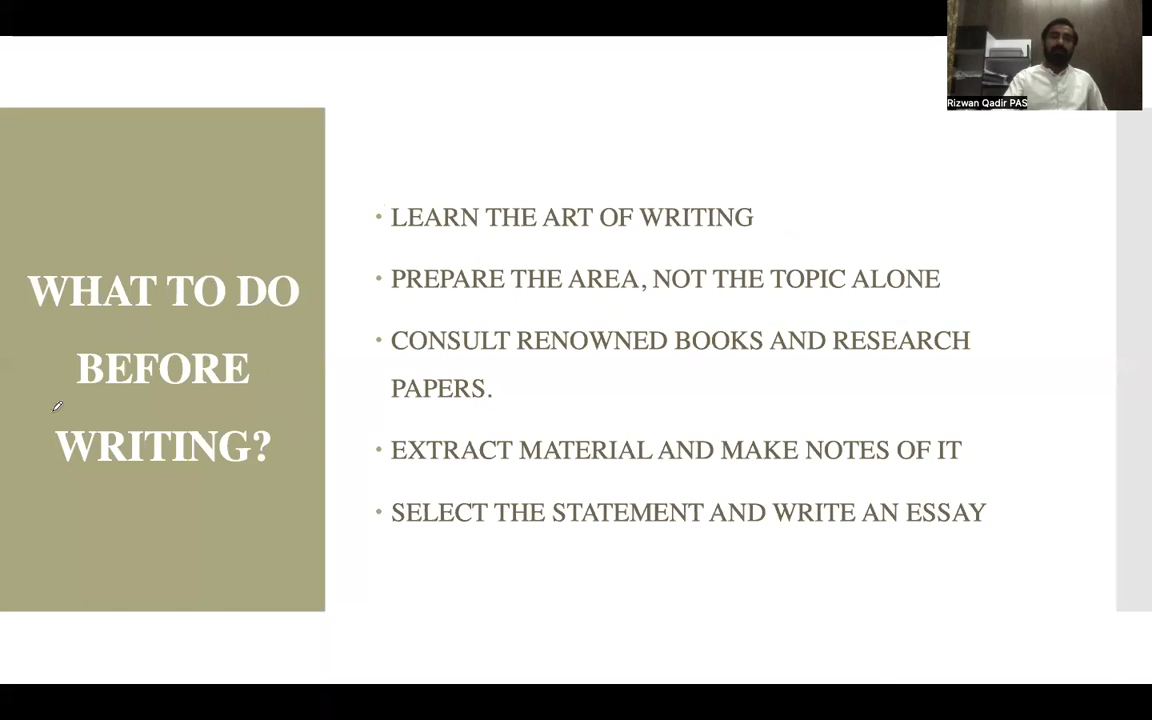 Rizwan Qadir PAS
WHAT TO DO
BEFORE
WRITING?
• LEARN THE ART OF WRITING
• PREPARE THE AREA, NOT THE TOPIC ALONE
• CONSULT RENOWNED BOOKS AND RESEARCH
PAPERS.
• EXTRACT MATERIAL AND MAKE NOTES OF IT
• SELECT THE STATEMENT AND WRITE AN ESSAY